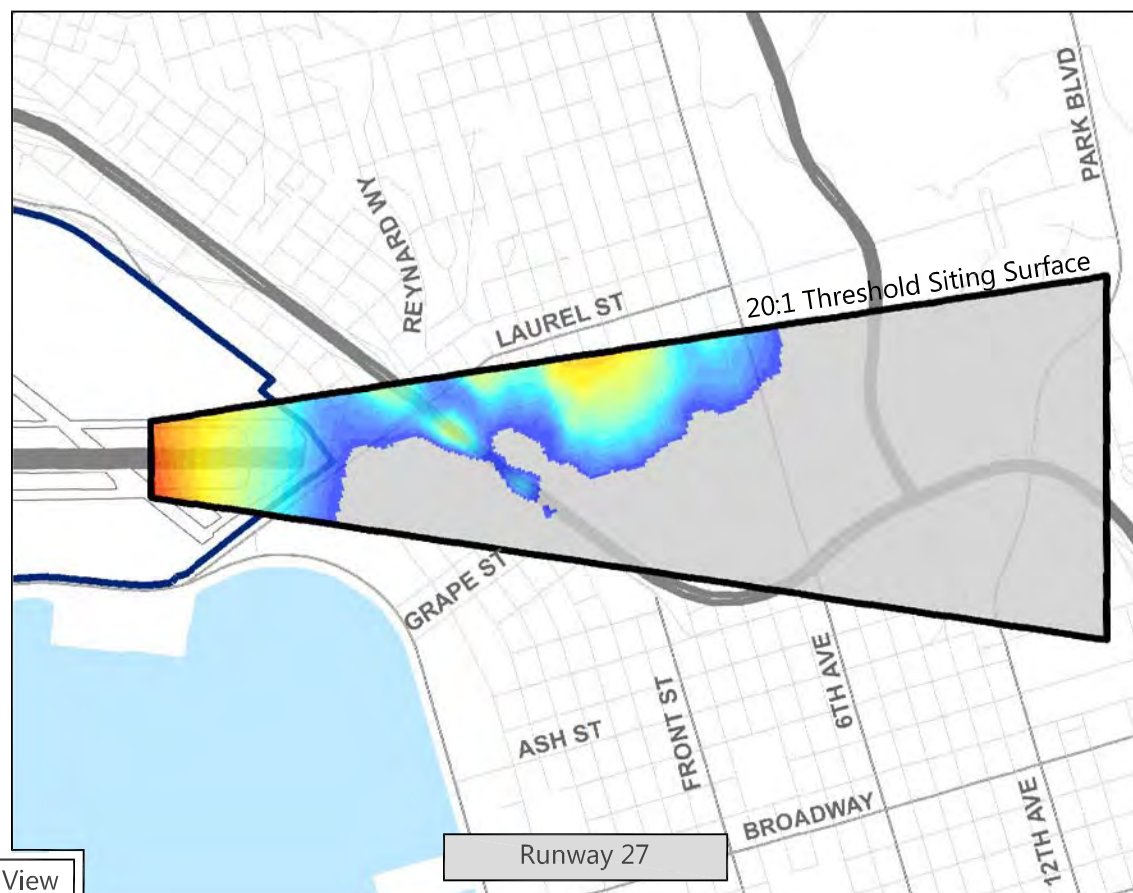 PARK BLVD
REYNARD WY
20:1 Threshold Siting Surface
LAUREL ST
GRAPE ST
6TH AVE
FRONT ST
ASH ST
BROADWAY
12TH AVE
Runway 27
View